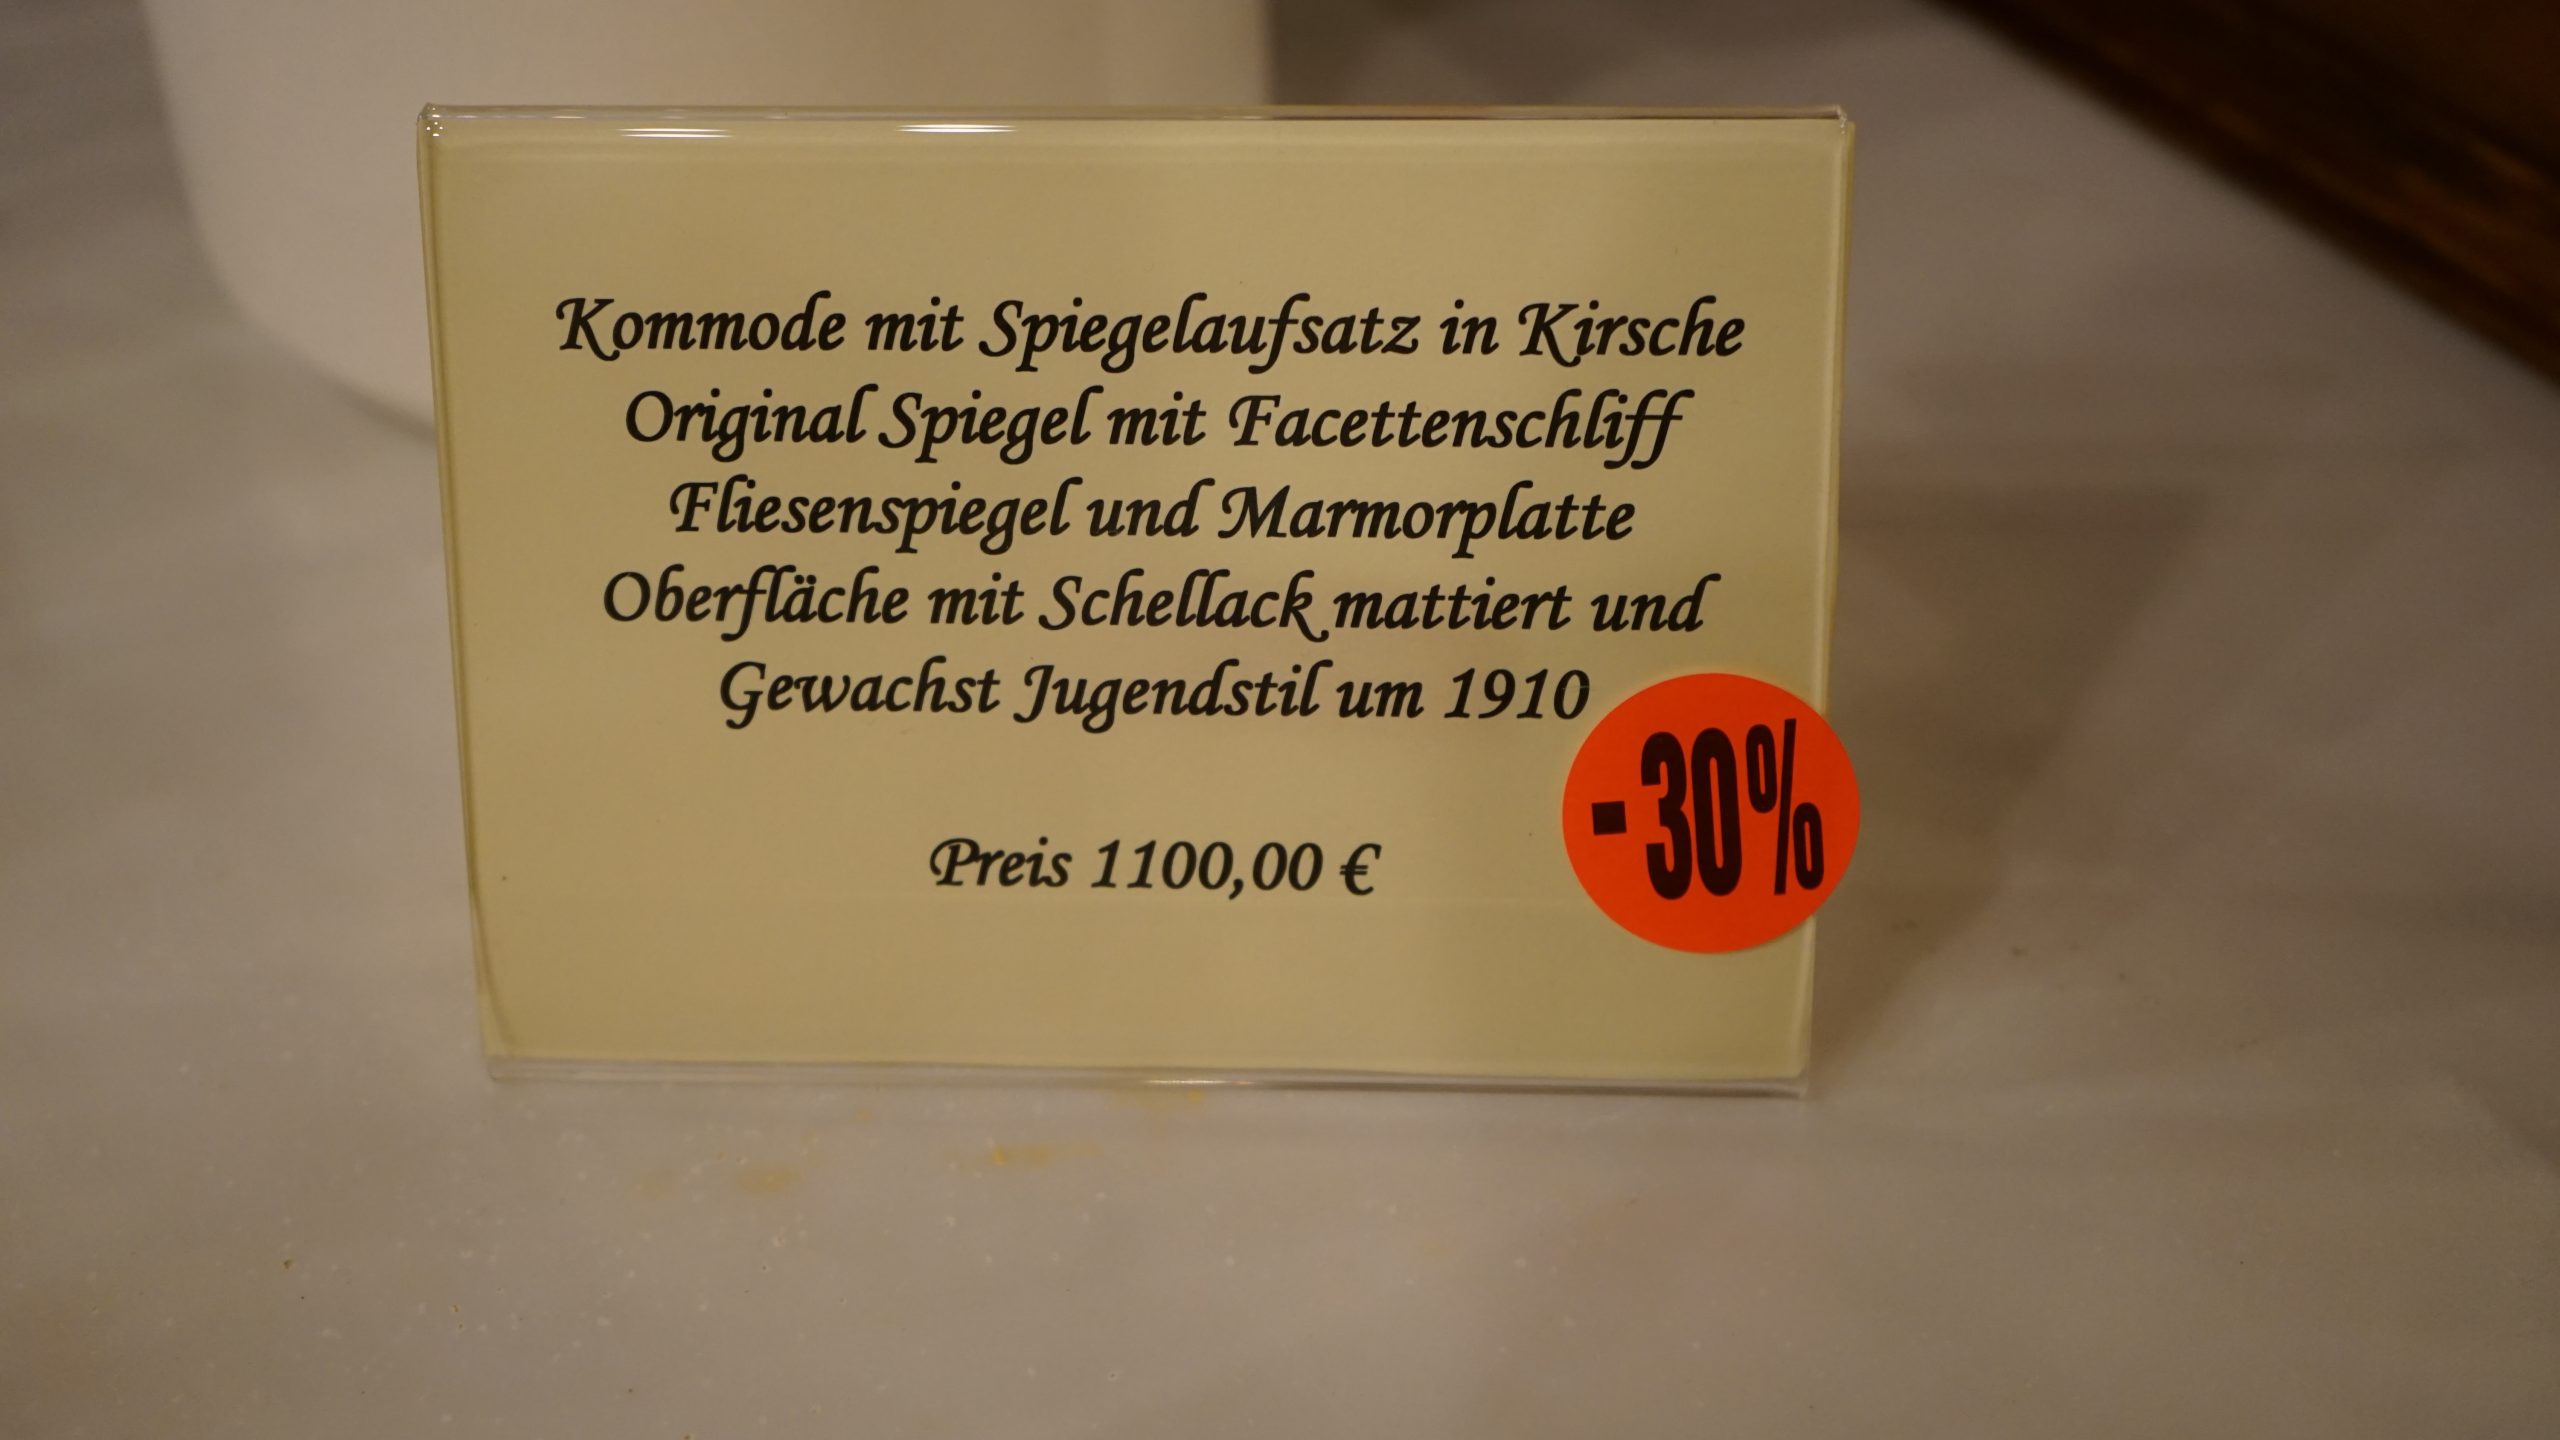 Kommode mit Spiegelaufsatz in Kirsche
Original Spiegel mit Facettenschliff
Fliesenspiegel und Marmorplatte
Oberfläche mit Schellack mattiert und
Gewachst Jugendstil um 1910
-30%
Preis 1100,00 €